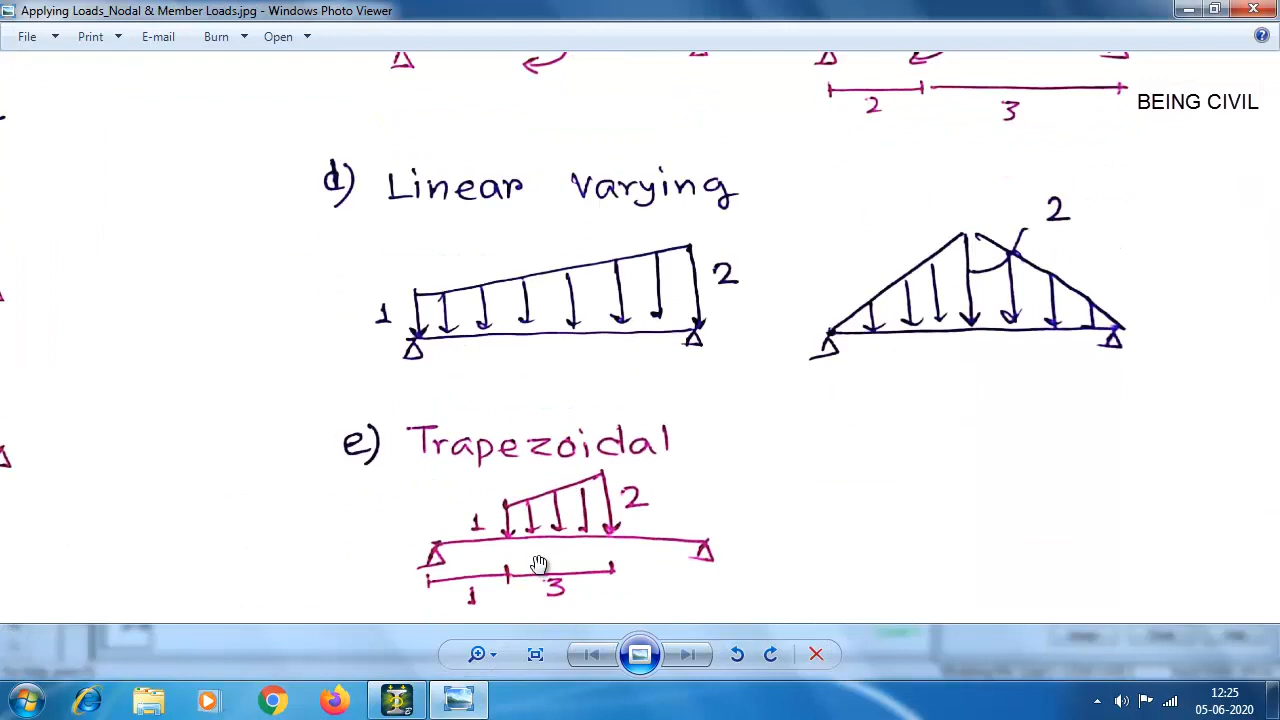 Applying Loads_Nodal & Member Loads.jpg - Windows Photo Viewer
File Print E-mail Burn Open
2 3
BEING CIVIL
d) Linear varying
1 2
2
e) Trapezoidal
1 2
1 3
12:25
05-06-2020